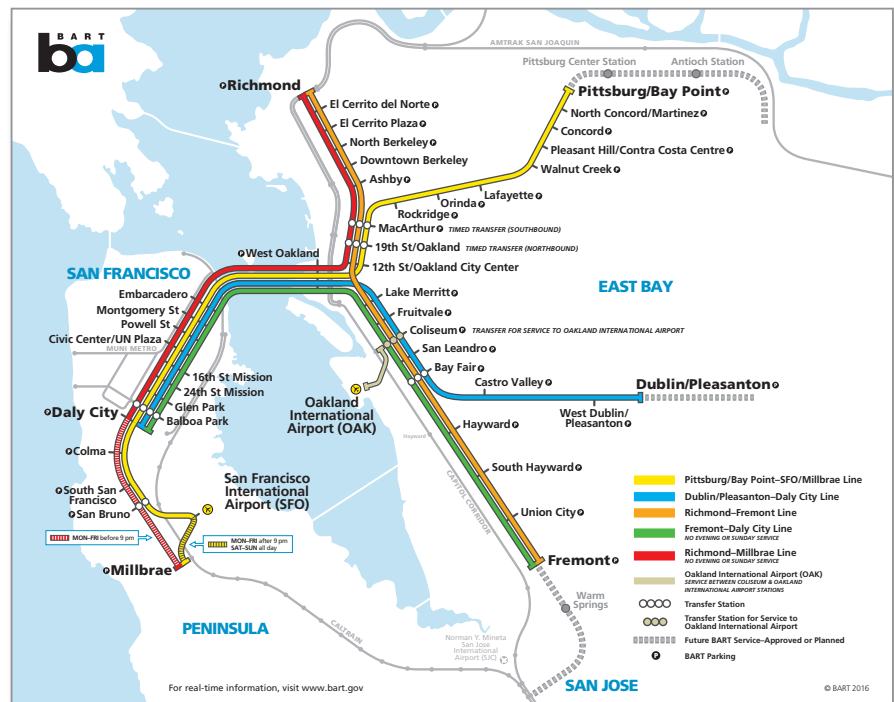 BART
ba
AMTRAK SAN JOAQUIN
Pittsburg Center Station
Antioch Station
Richmond
Pittsburg/Bay Point
El Cerrito del Norte
North Concord/Martinez
El Cerrito Plaza
Concord
North Berkeley
Pleasant Hill/Contra Costa Centre
Downtown Berkeley
Walnut Creek
Ashby
Lafayette
Orinda
Rockridge
MacArthur TIMED TRANSFER (SOUTHBOUND)
19th St/Oakland TIMED TRANSFER (NORTHBOUND)
West Oakland
12th St/Oakland City Center
SAN FRANCISCO
EAST BAY
Embarcadero
Lake Merritt
Montgomery St
Fruitvale
Powell St
Coliseum TRANSFER FOR SERVICE TO OAKLAND INTERNATIONAL AIRPORT
Civic Center/UN Plaza
MUNI METRO
San Leandro
Bay Fair
16th St Mission
24th St Mission
Castro Valley
Dublin/Pleasanton
Glen Park
Balboa Park
Daly City
Oakland
International
Airport (OAK)
West Dublin/
Pleasanton
Hayward
Hayward
Colma
CAPITOL CORRIDOR
South Hayward
South San
Francisco
San Bruno
San Francisco
International
Airport (SFO)
Union City
MON-FRI before 9 pm
MON-FRI after 9 pm
SAT-SUN all day
Fremont
Millbrae
Warm
Springs
PENINSULA
CALTRAIN
Norman Y. Mineta
San Jose
International
Airport (SJC)
SAN JOSE
Pittsburg/Bay Point–SFO/Millbrae Line
Dublin/Pleasanton–Daly City Line
Richmond–Fremont Line
Fremont–Daly City Line
NO EVENING OR SUNDAY SERVICE
Richmond–Millbrae Line
NO EVENING OR SUNDAY SERVICE
Oakland International Airport (OAK)
SERVICE BETWEEN COLISEUM & OAKLAND
INTERNATIONAL AIRPORT STATIONS
Transfer Station
Transfer Station for Service to
Oakland International Airport
Future BART Service–Approved or Planned
P BART Parking
For real-time information, visit www.bart.gov
© BART 2016